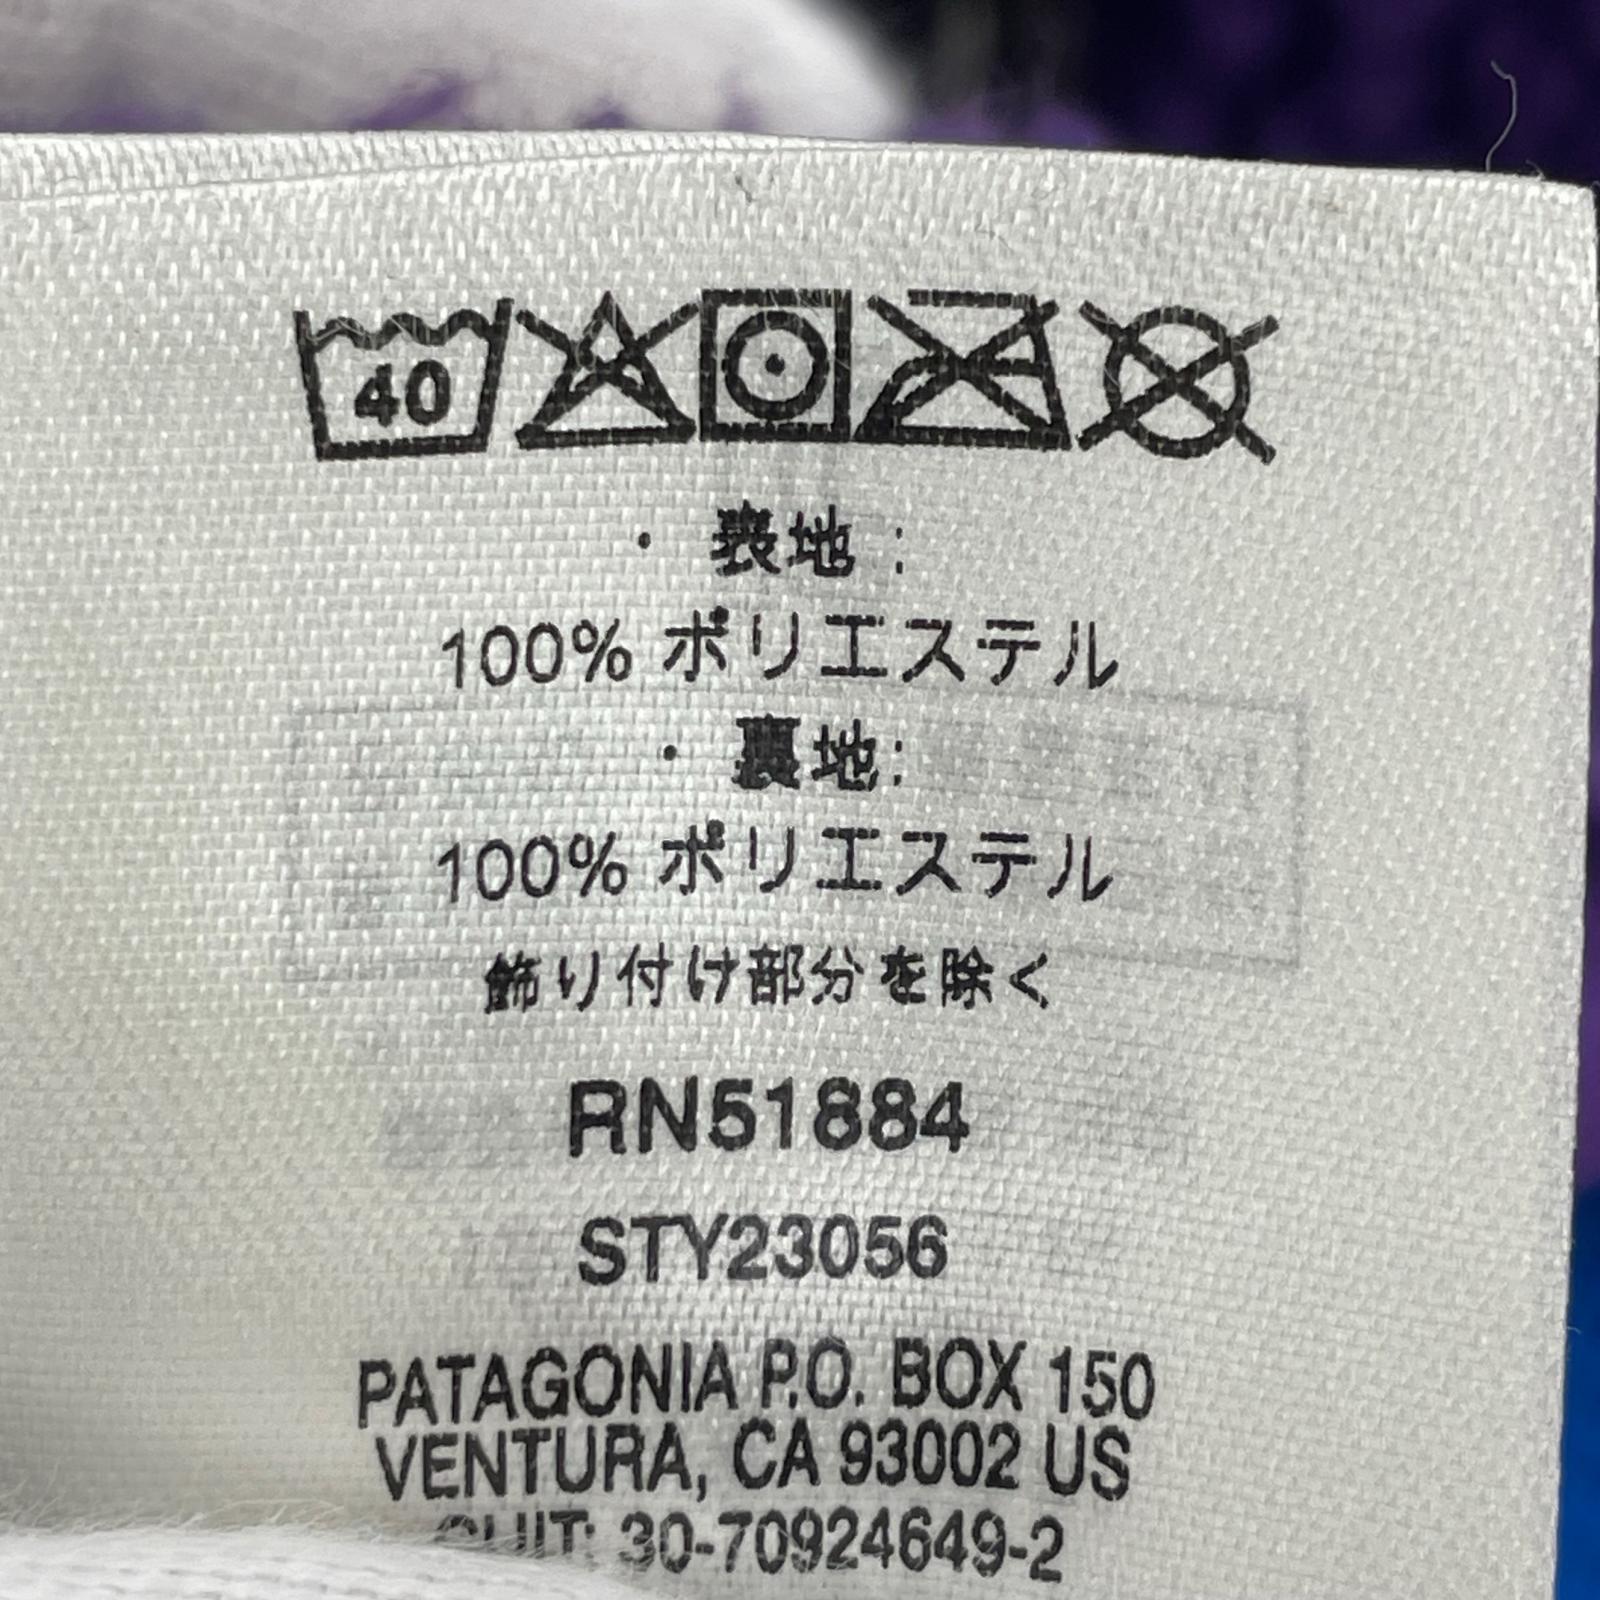 40
・ 表地 :
100% ポリエステル
・ 裏地:
100% ポリエステル
飾り付け部分を除く
RN51884
STY23056
PATAGONIA P.O. BOX 150
VENTURA, CA 93002 US
CUIT: 30-70924649-2